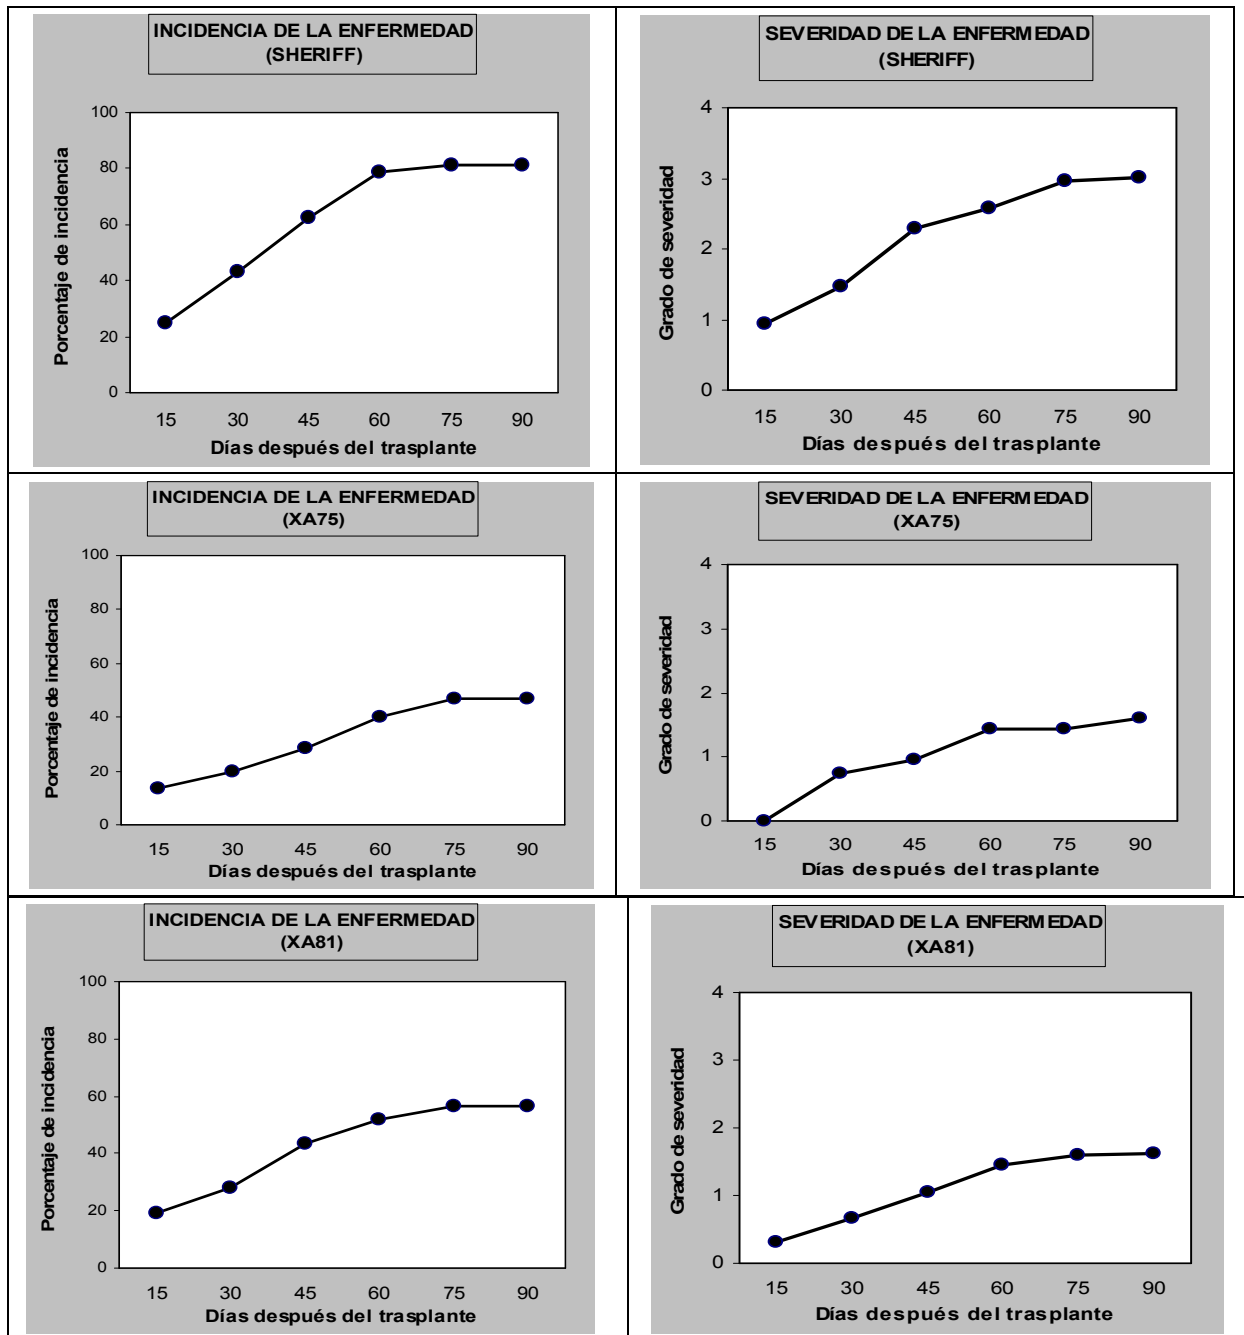 INCIDENCIA DE LA ENFERMEDAD
(SHERIFF)
Porcentaje de incidencia
100
80
60
40
20
0
15 30 45 60 75 90
Días después del trasplante
SEVERIDAD DE LA ENFERMEDAD
(SHERIFF)
Grado de severidad
4
3
2
1
0
15 30 45 60 75 90
Días después del trasplante
INCIDENCIA DE LA ENFERMEDAD
(XA75)
Porcentaje de incidencia
100
80
60
40
20
0
15 30 45 60 75 90
Días después del trasplante
SEVERIDAD DE LA ENFERMEDAD
(XA75)
Grado de severidad
4
3
2
1
0
15 30 45 60 75 90
Días después del trasplante
INCIDENCIA DE LA ENFERMEDAD
(XA81)
Porcentaje de incidencia
100
80
60
40
20
0
15 30 45 60 75 90
Días después del trasplante
SEVERIDAD DE LA ENFERMEDAD
(XA81)
Grado de severidad
4
3
2
1
0
15 30 45 60 75 90
Días después del trasplante